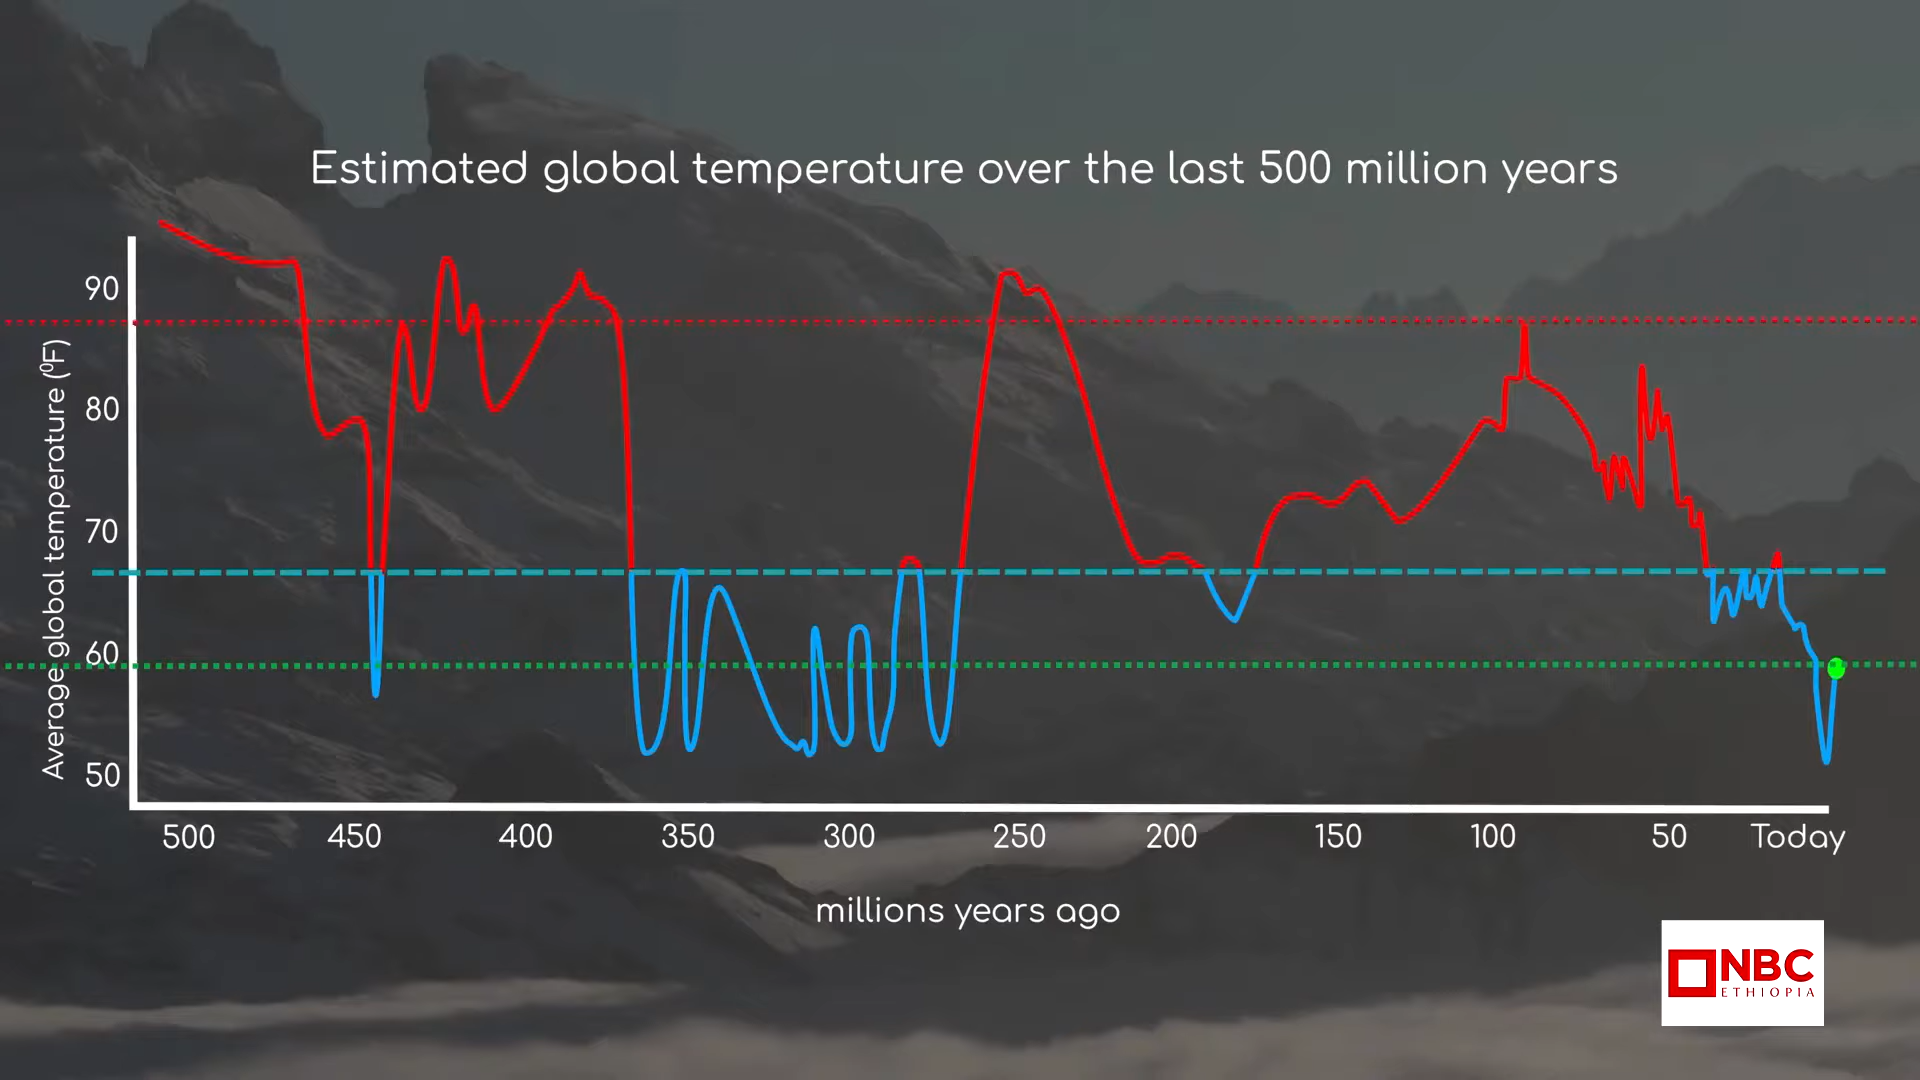 Estimated global temperature over the last 500 million years
90
80
70
60
50
Average global temperature (⁰F)
500 450 400 350 300 250 200 150 100 50 Today
millions years ago
NBC
ETHIOPIA